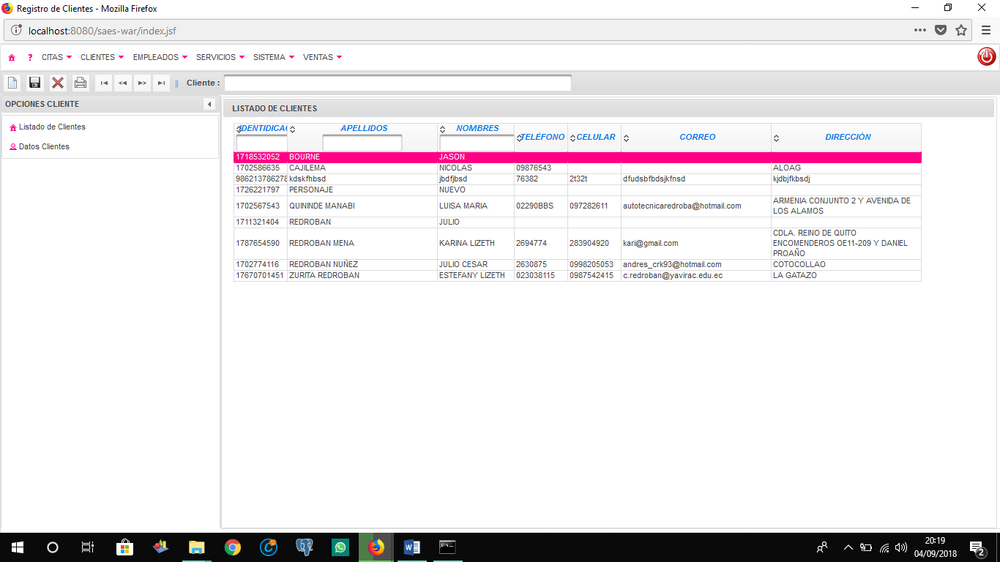 Registro de Clientes - Mozilla Firefox
localhost:8080/saes-war/index.jsf
? CITAS CLIENTES EMPLEADOS SERVICIOS SISTEMA VENTAS
Cliente :
OPCIONES CLIENTE
Listado de Clientes
Datos Clientes
LISTADO DE CLIENTES
IDENTIDICAC APELLIDOS NOMBRES TELÉFONO CELULAR CORREO DIRECCIÓN
1718532052 BOURNE JASON
1702586635 CAJILEMA NICOLAS 09876543 ALOAG
986213786278 kdskfhbsd jbdfjbsd 76382 2t32t dfudsbfbdsjkfnsd kjdbjfkbsdj
1726221797 PERSONAJE NUEVO
1702567543 QUININDE MANABI LUISA MARIA 02290BBS 097282611 autotecnicaredroba@hotmail.com ARMENIA CONJUNTO 2 Y AVENIDA DE
LOS ALAMOS
1711321404 REDROBAN JULIO
1787654590 REDROBAN MENA KARINA LIZETH 2694774 283904920 kari@gmail.com CDLA. REINO DE QUITO
ENCOMENDEROS OE11-209 Y DANIEL
PROAÑO
1702774116 REDROBAN NUÑEZ JULIO CESAR 2630875 0998205053 andres_crk93@hotmail.com COTOCOLLAO
17670701451 ZURITA REDROBAN ESTEFANY LIZETH 023038115 0987542415 c.redroban@yavirac.edu.ec LA GATAZO
20:19
04/09/2018
2